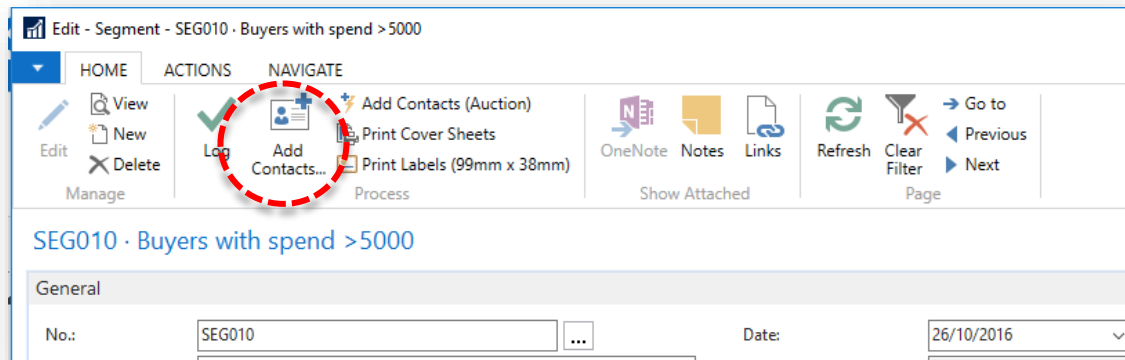 Edit - Segment - SEG010 · Buyers with spend >5000
HOME ACTIONS NAVIGATE
Edit
View
New
Delete
Manage
Log
Add
Contacts...
Add Contacts (Auction)
Print Cover Sheets
Print Labels (99mm x 38mm)
Process
OneNote
Notes
Links
Show Attached
Refresh
Clear
Filter
Go to
Previous
Next
Page
SEG010 · Buyers with spend >5000
General
No.: SEG010 ... Date: 26/10/2016